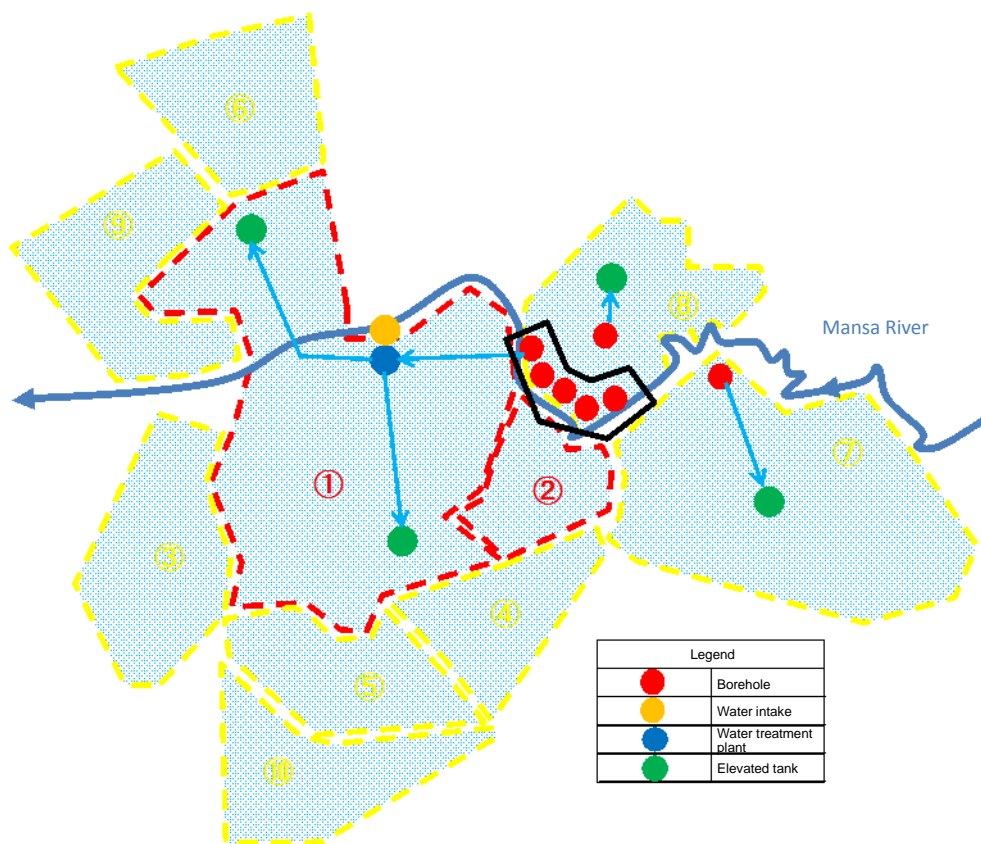 ⑥
⑨
⑧
Mansa River
⑦
①
②
③
④
⑤
⑩
Legend
Borehole
Water intake
Water treatment
plant
Elevated tank